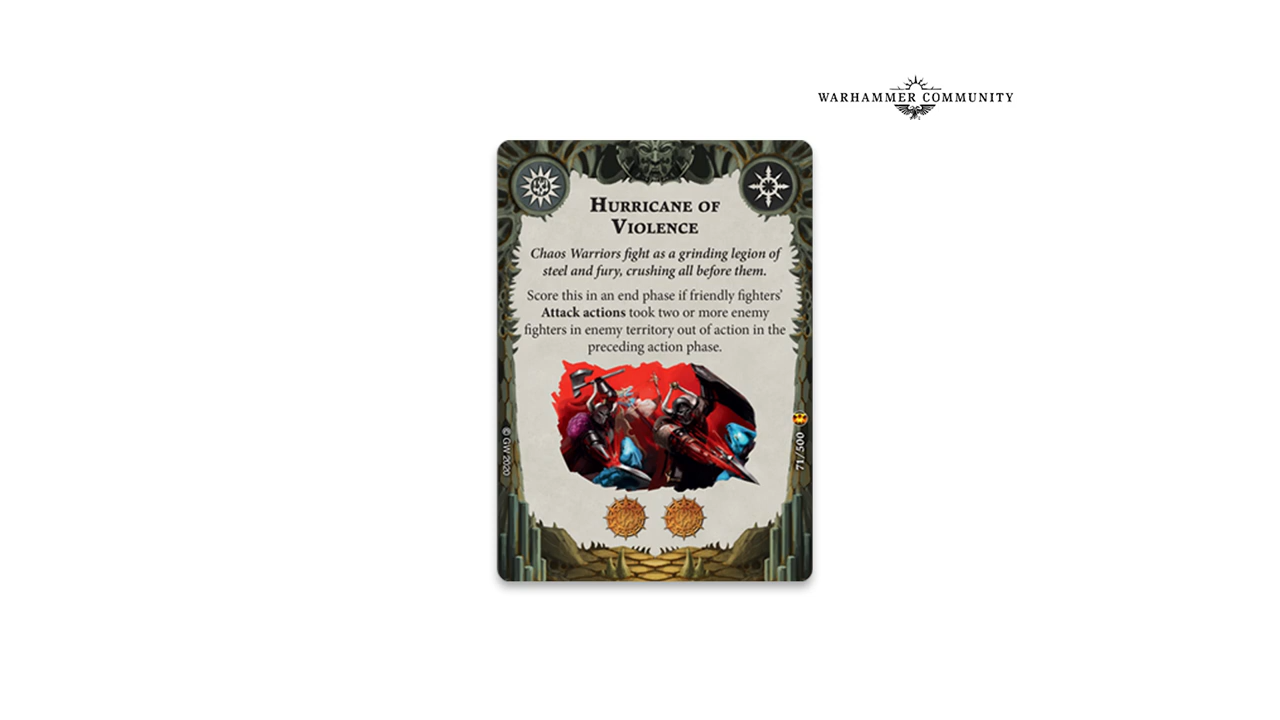 WARHAMMER COMMUNITY
Hurricane of
Violence
Chaos Warriors fight as a grinding legion of
steel and fury, crushing all before them.
Score this in an end phase if friendly fighters’
Attack actions took two or more enemy
fighters in enemy territory out of action in the
preceding action phase.
© GW 2020
71/500